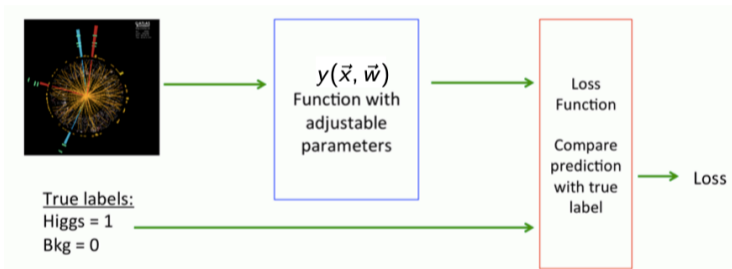 y(x⃗, w⃗)
Function with
adjustable
parameters
Loss
Function
Compare
prediction
with true
label
Loss
True labels:
Higgs = 1
Bkg = 0